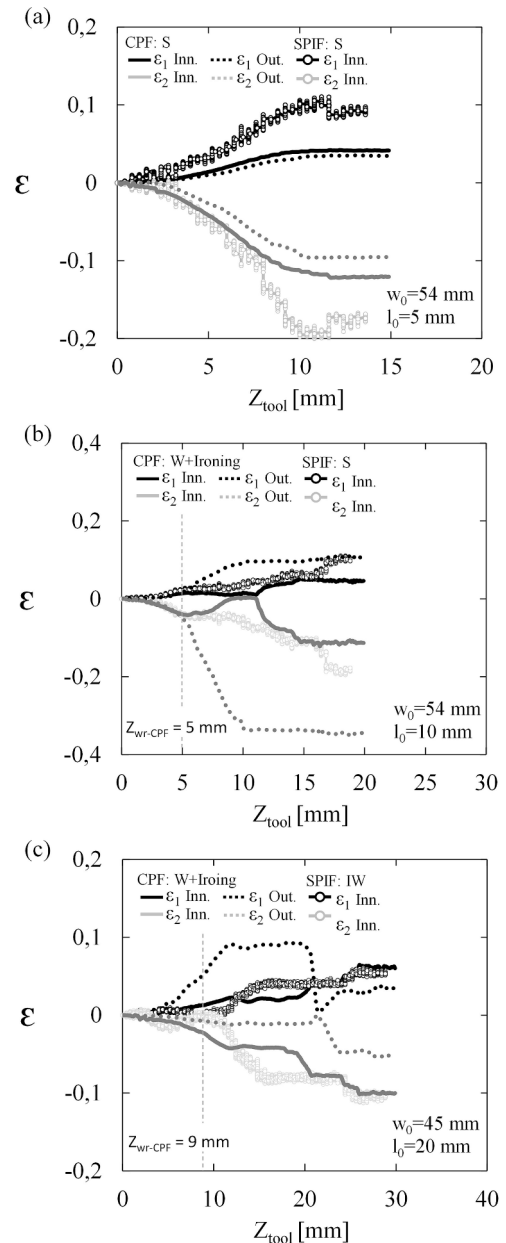 (a)
0,2
CPF: S SPIF: S
ε1 Inn. ε1 Out. ε1 Inn.
ε2 Inn. ε2 Out. ε2 Inn.
0,1
ε 0
-0,1
w0=54 mm
l0=5 mm
-0,2
0 5 10 15 20
Ztool [mm]
(b)
0,4
CPF: W+Ironing SPIF: S
ε1 Inn. ε1 Out. ε1 Inn.
ε2 Inn. ε2 Out. ε2 Inn.
0,2
ε 0
-0,2
Zwr-CPF = 5 mm
w0=54 mm
l0=10 mm
-0,4
0 5 10 15 20 25 30
Ztool [mm]
(c)
0,2
CPF: W+Iroing SPIF: IW
ε1 Inn. ε1 Out. ε1 Inn.
ε2 Inn. ε2 Out. ε2 Inn.
0,1
ε 0
-0,1
Zwr-CPF = 9 mm
w0=45 mm
l0=20 mm
-0,2
0 10 20 30 40
Ztool [mm]